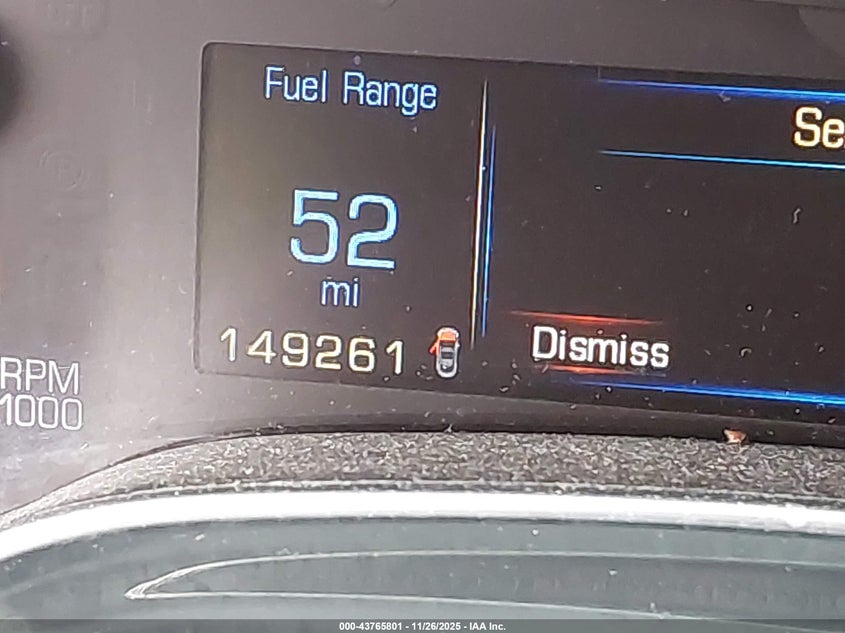 Fuel Range
52
mi
149261
Dismiss
RPM
1000
000-43765801 - 11/26/2025 - IAA Inc.